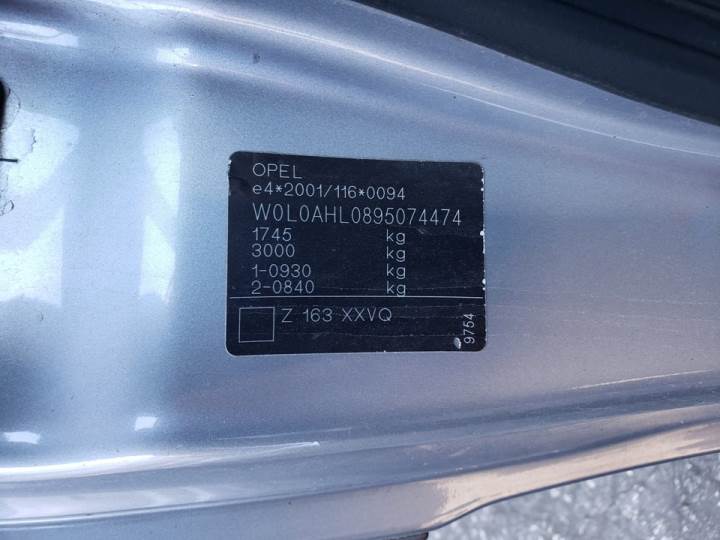 OPEL
e4*2001/116*0094
W0L0AHL0895074474
1745 kg
3000 kg
1-0930 kg
2-0840 kg
Z 163 XXVQ
9754